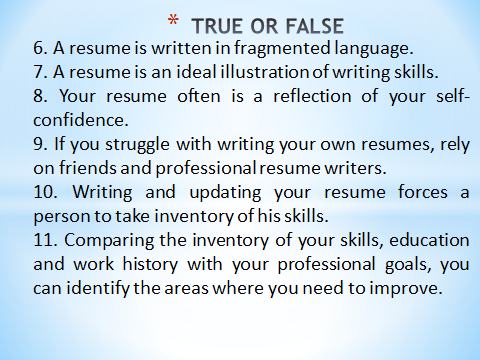 * TRUE OR FALSE
6. A resume is written in fragmented language.
7. A resume is an ideal illustration of writing skills.
8. Your resume often is a reflection of your self-
confidence.
9. If you struggle with writing your own resumes, rely
on friends and professional resume writers.
10. Writing and updating your resume forces a
person to take inventory of his skills.
11. Comparing the inventory of your skills, education
and work history with your professional goals, you
can identify the areas where you need to improve.